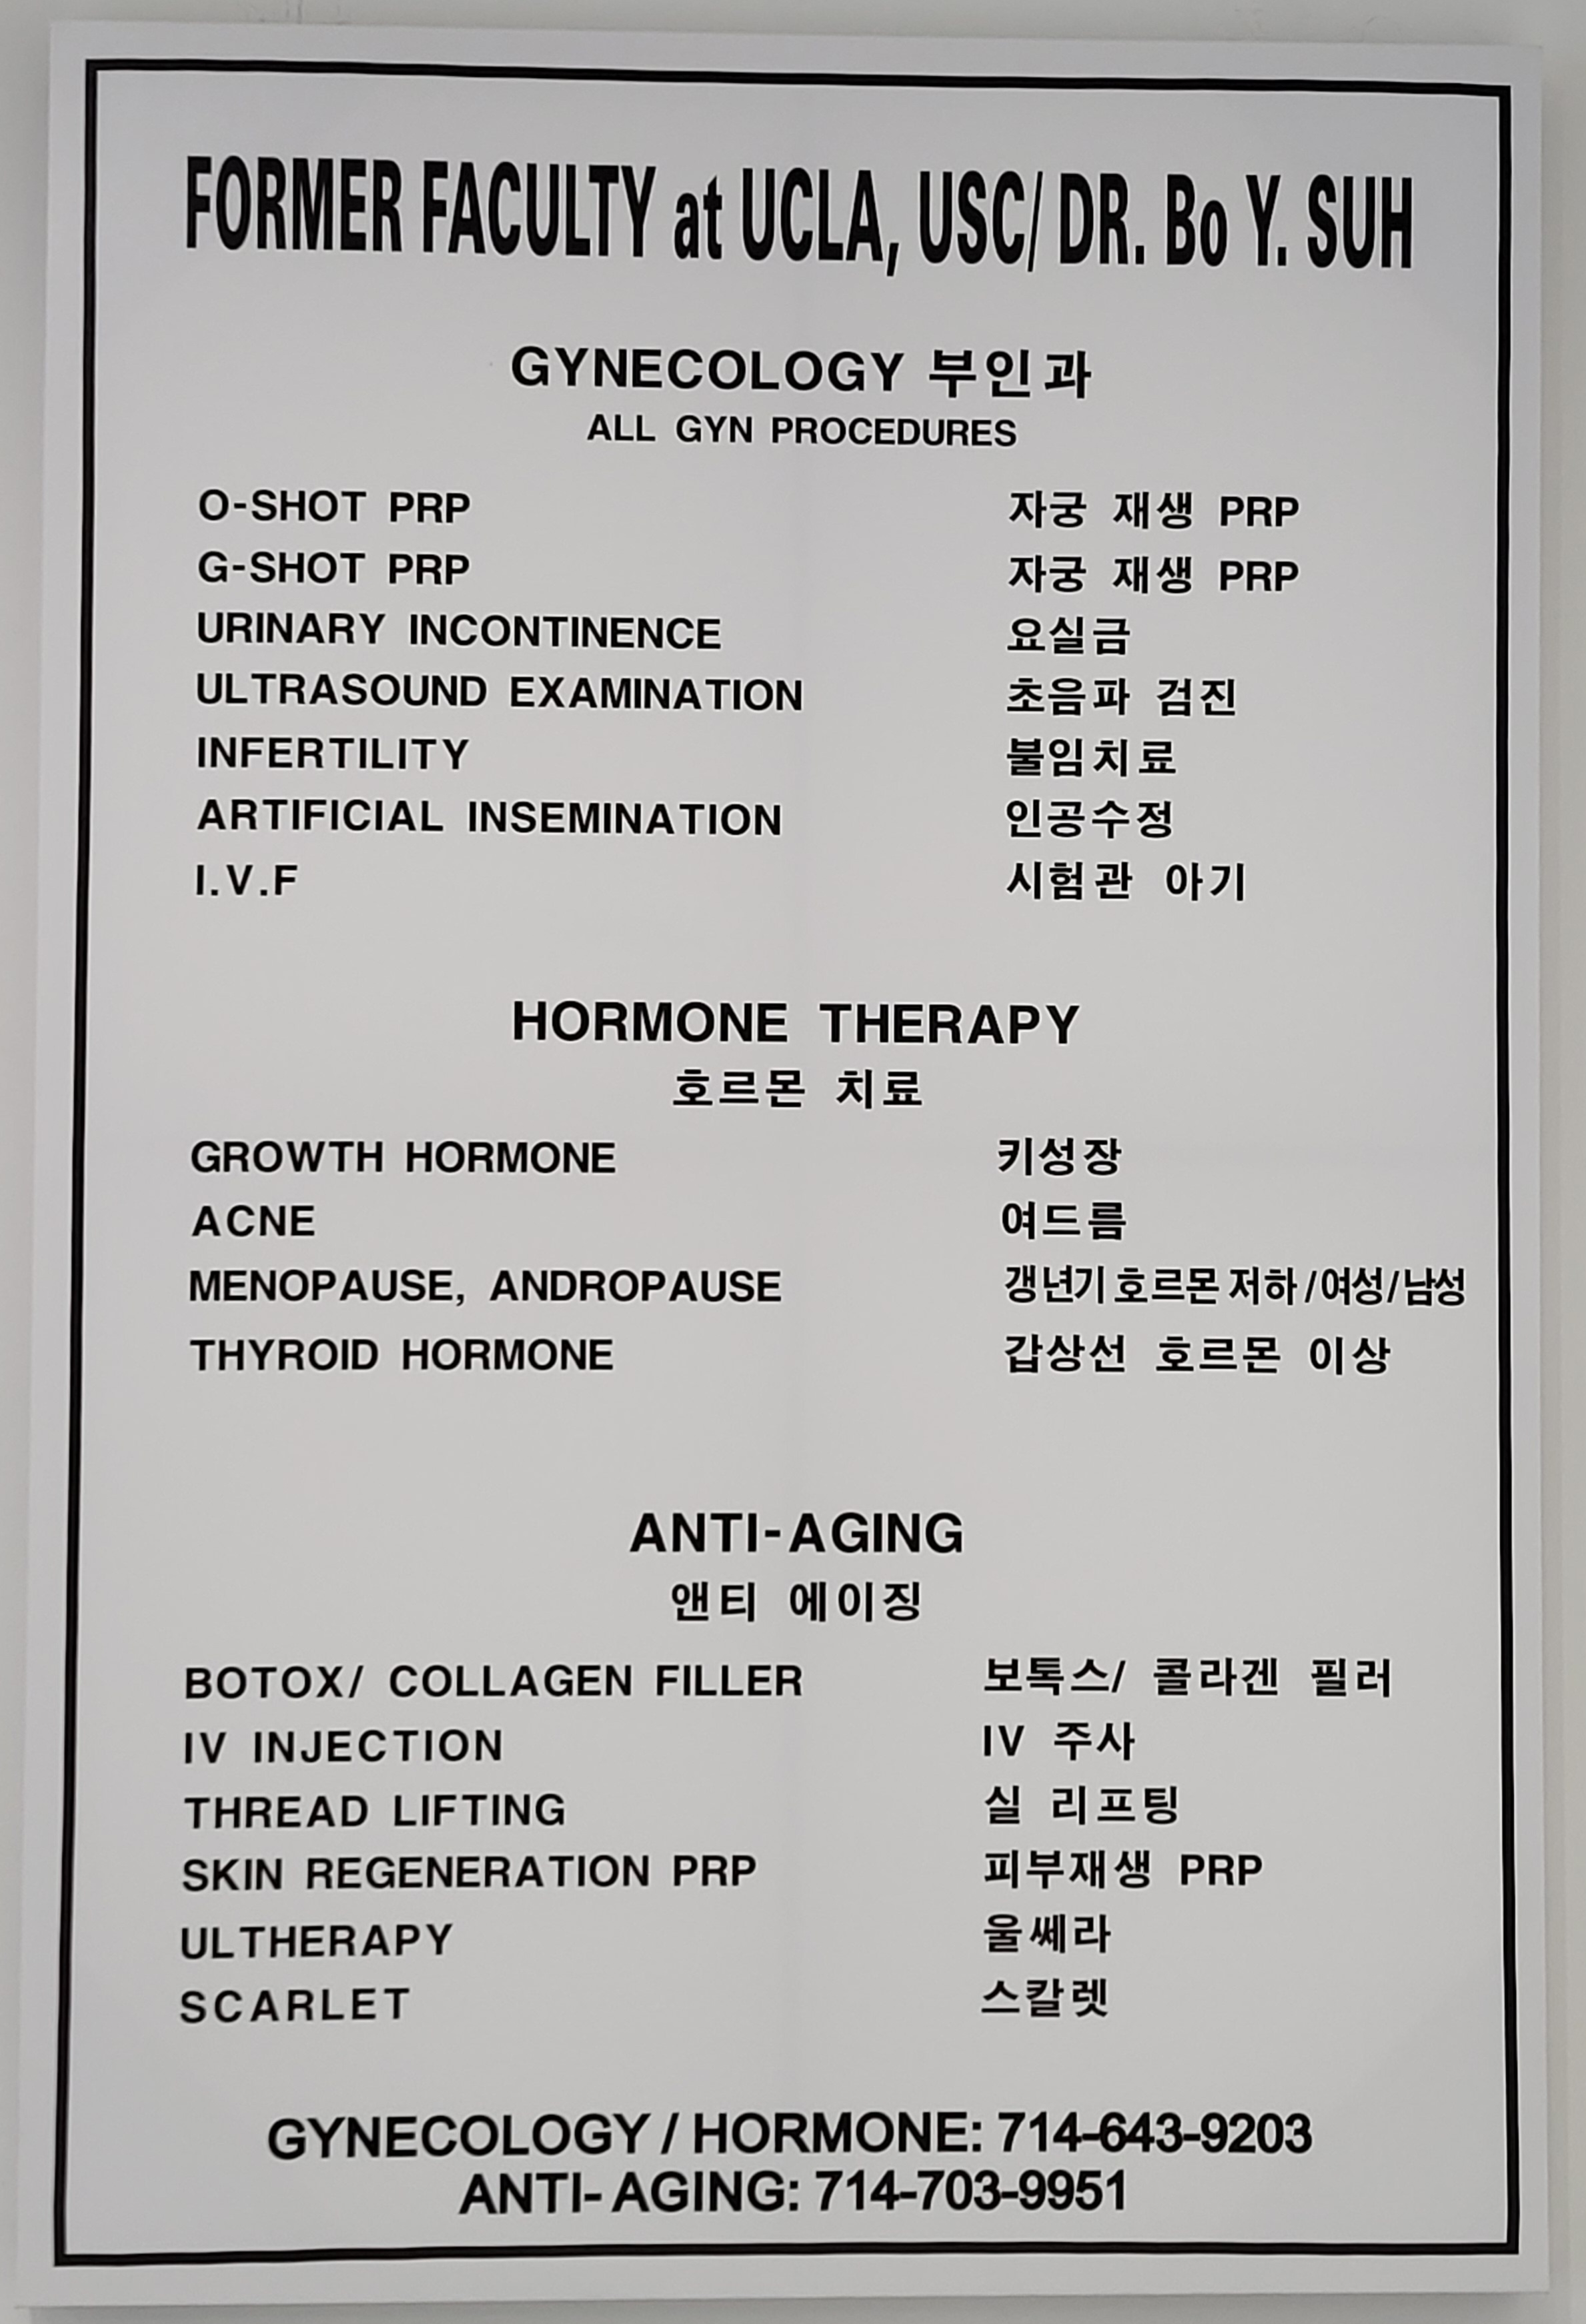 FORMER FACULTY at UCLA, USC/ DR. Bo Y. SUH
GYNECOLOGY 부인과
ALL GYN PROCEDURES
O-SHOT PRP 자궁 재생 PRP
G-SHOT PRP 자궁 재생 PRP
URINARY INCONTINENCE 요실금
ULTRASOUND EXAMINATION 초음파 검진
INFERTILITY 불임치료
ARTIFICIAL INSEMINATION 인공수정
I.V.F 시험관 아기
HORMONE THERAPY
호르몬 치료
GROWTH HORMONE 키성장
ACNE 여드름
MENOPAUSE, ANDROPAUSE 갱년기 호르몬 저하 /여성/남성
THYROID HORMONE 갑상선 호르몬 이상
ANTI-AGING
앤티 에이징
BOTOX/ COLLAGEN FILLER 보톡스/ 콜라겐 필러
IV INJECTION IV 주사
THREAD LIFTING 실 리프팅
SKIN REGENERATION PRP 피부재생 PRP
ULTHERAPY 울쎄라
SCARLET 스칼렛
GYNECOLOGY / HORMONE: 714-643-9203
ANTI- AGING: 714-703-9951